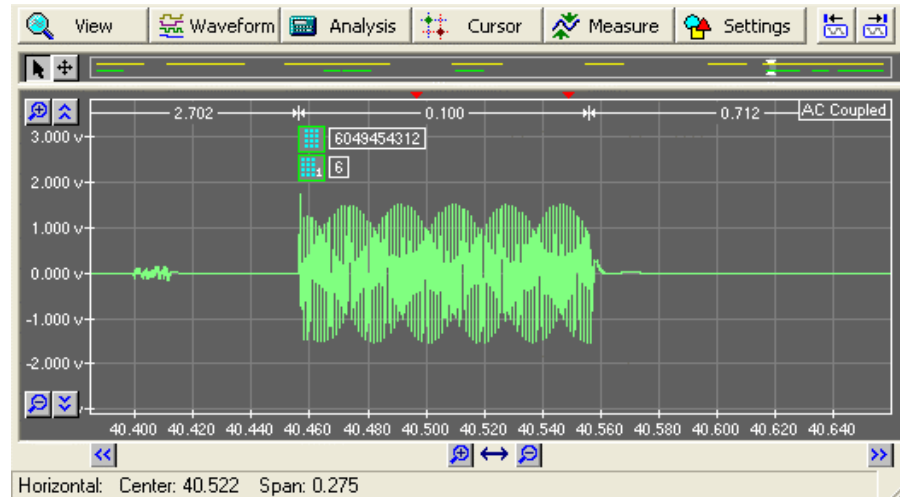 View Waveform Analysis Cursor Measure Settings
2.702 0.100 0.712 AC Coupled
3.000 v
6049454312
1 6
2.000 v
1.000 v
0.000 v
-1.000 v
-2.000 v
40.400 40.420 40.440 40.460 40.480 40.500 40.520 40.540 40.560 40.580 40.600 40.620 40.640
Horizontal: Center: 40.522 Span: 0.275